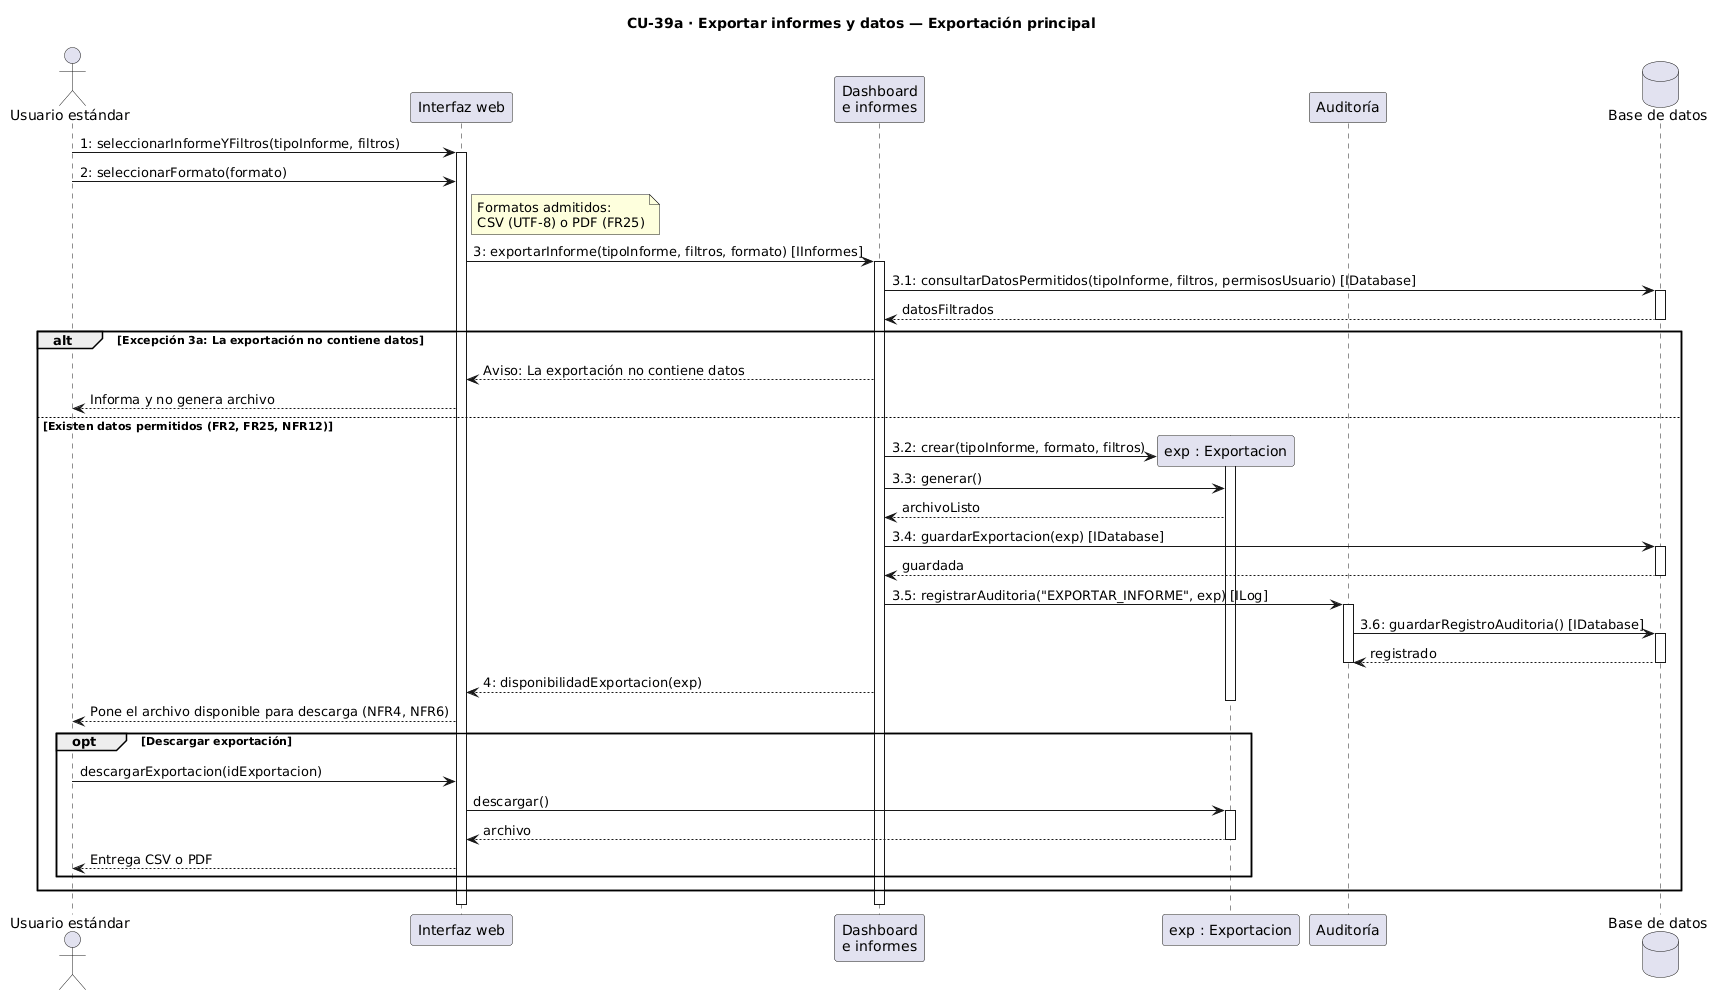 CU-39a · Exportar informes y datos — Exportación principal
Usuario estándar
Interfaz web
Dashboard
e informes
Auditoría
Base de datos
1: seleccionarInformeYFiltros(tipoInforme, filtros)
2: seleccionarFormato(formato)
Formatos admitidos:
CSV (UTF-8) o PDF (FR25)
3: exportarInforme(tipoInforme, filtros, formato) [IInformes]
3.1: consultarDatosPermitidos(tipoInforme, filtros, permisosUsuario) [IDatabase]
datosFiltrados
alt
[Excepción 3a: La exportación no contiene datos]
Aviso: La exportación no contiene datos
Informa y no genera archivo
[Existen datos permitidos (FR2, FR25, NFR12)]
3.2: crear(tipoInforme, formato, filtros)
exp : Exportacion
3.3: generar()
archivoListo
3.4: guardarExportacion(exp) [IDatabase]
guardada
3.5: registrarAuditoria("EXPORTAR_INFORME", exp) [ILog]
3.6: guardarRegistroAuditoria() [IDatabase]
registrado
4: disponibilidadExportacion(exp)
Pone el archivo disponible para descarga (NFR4, NFR6)
opt
[Descargar exportación]
descargarExportacion(idExportacion)
descargar()
archivo
Entrega CSV o PDF
Usuario estándar
Interfaz web
Dashboard
e informes
exp : Exportacion
Auditoría
Base de datos